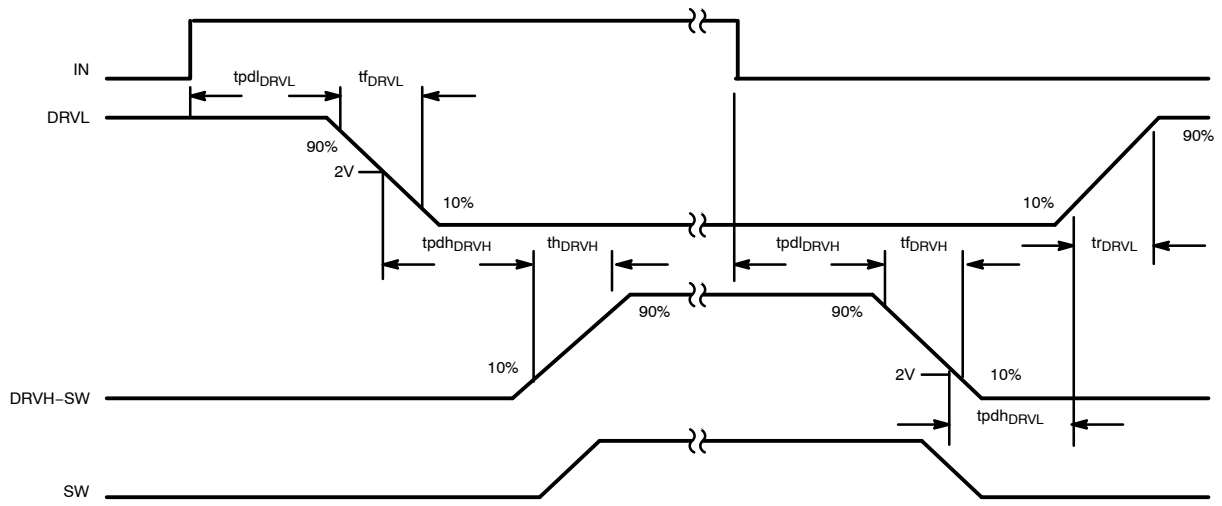 IN
tpdlDRVL
tfDRVL
DRVL
90%
90%
2V
10%
10%
tpdhDRVH
thDRVH
tpdlDRVH
tfDRVH
trDRVL
90%
90%
10%
2V
10%
DRVH−SW
tpdhDRVL
SW